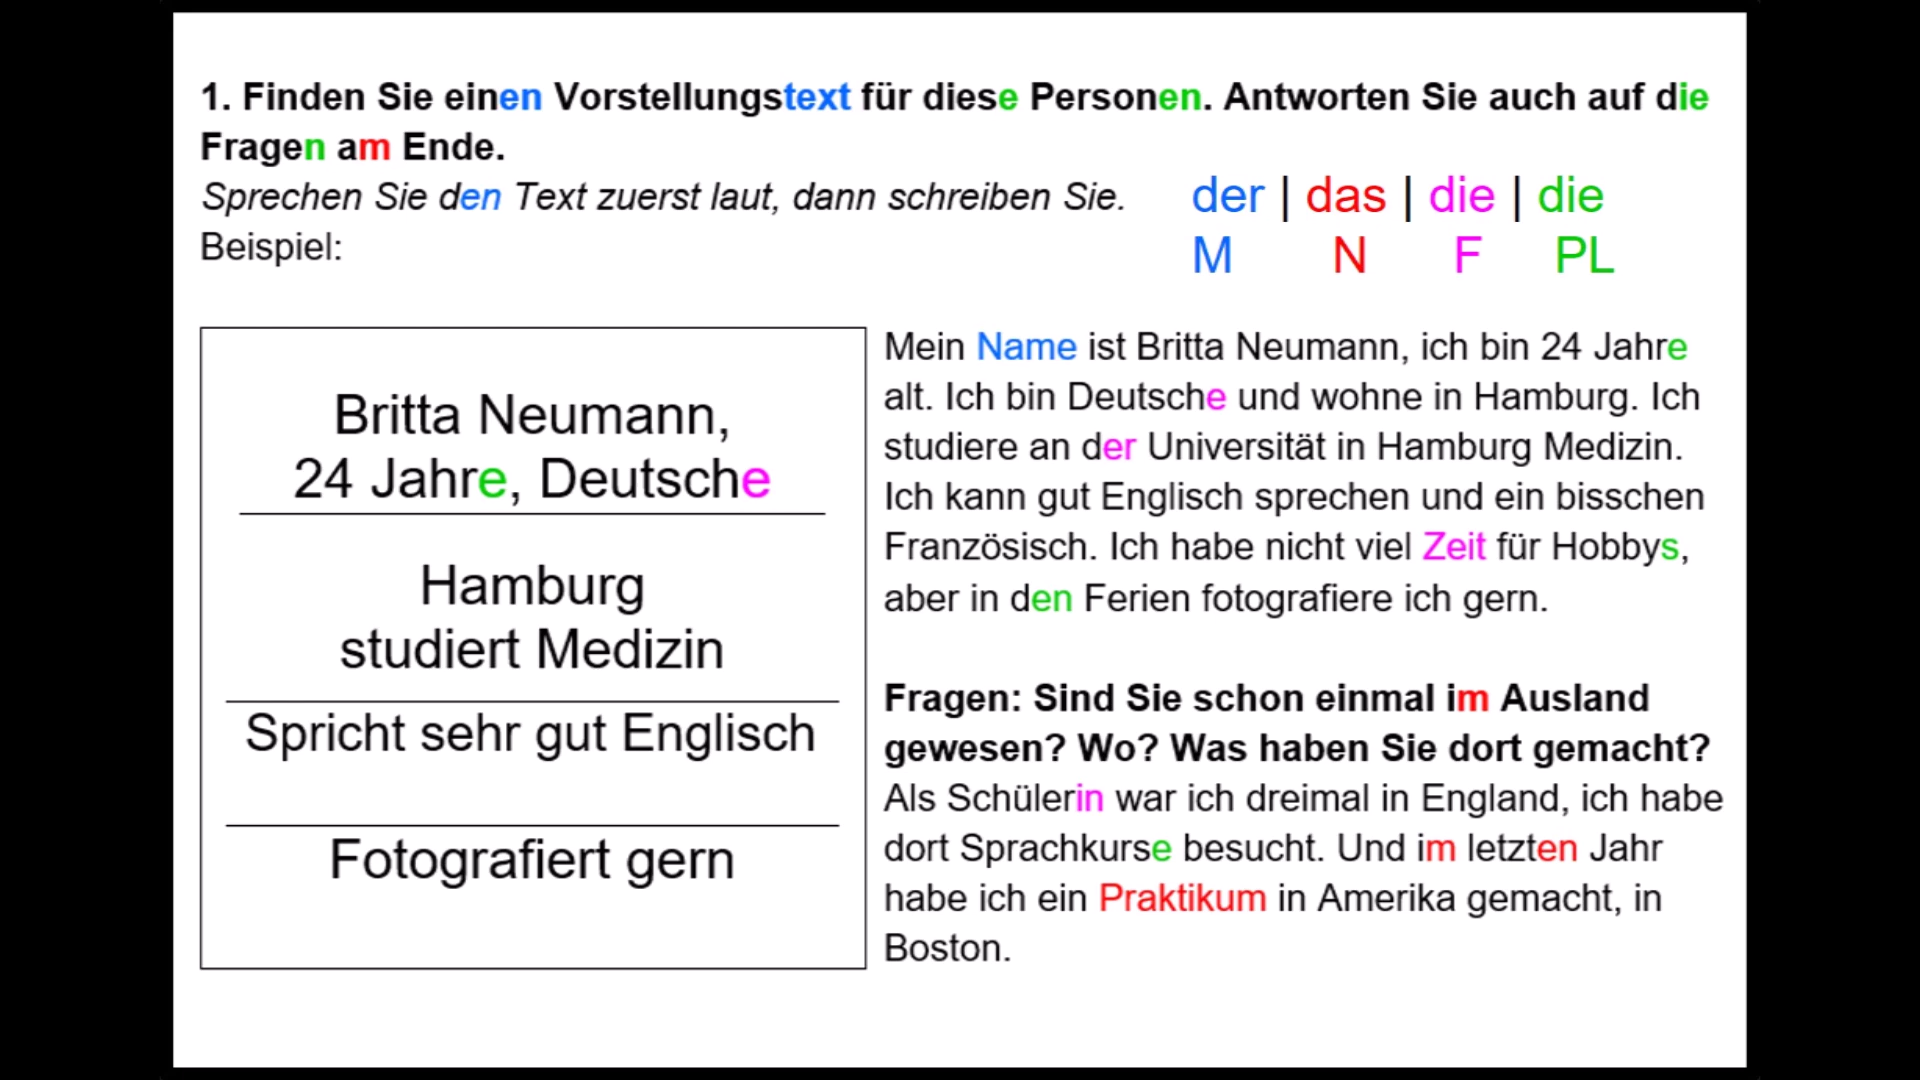 1. Finden Sie einen Vorstellungstext für diese Personen. Antworten Sie auch auf die
Fragen am Ende.
Sprechen Sie den Text zuerst laut, dann schreiben Sie.
Beispiel:
der | das | die | die
M N F PL
Britta Neumann,
24 Jahre, Deutsche
Hamburg
studiert Medizin
Spricht sehr gut Englisch
Fotografiert gern
Mein Name ist Britta Neumann, ich bin 24 Jahre
alt. Ich bin Deutsche und wohne in Hamburg. Ich
studiere an der Universität in Hamburg Medizin.
Ich kann gut Englisch sprechen und ein bisschen
Französisch. Ich habe nicht viel Zeit für Hobbys,
aber in den Ferien fotografiere ich gern.
Fragen: Sind Sie schon einmal im Ausland
gewesen? Wo? Was haben Sie dort gemacht?
Als Schülerin war ich dreimal in England, ich habe
dort Sprachkurse besucht. Und im letzten Jahr
habe ich ein Praktikum in Amerika gemacht, in
Boston.